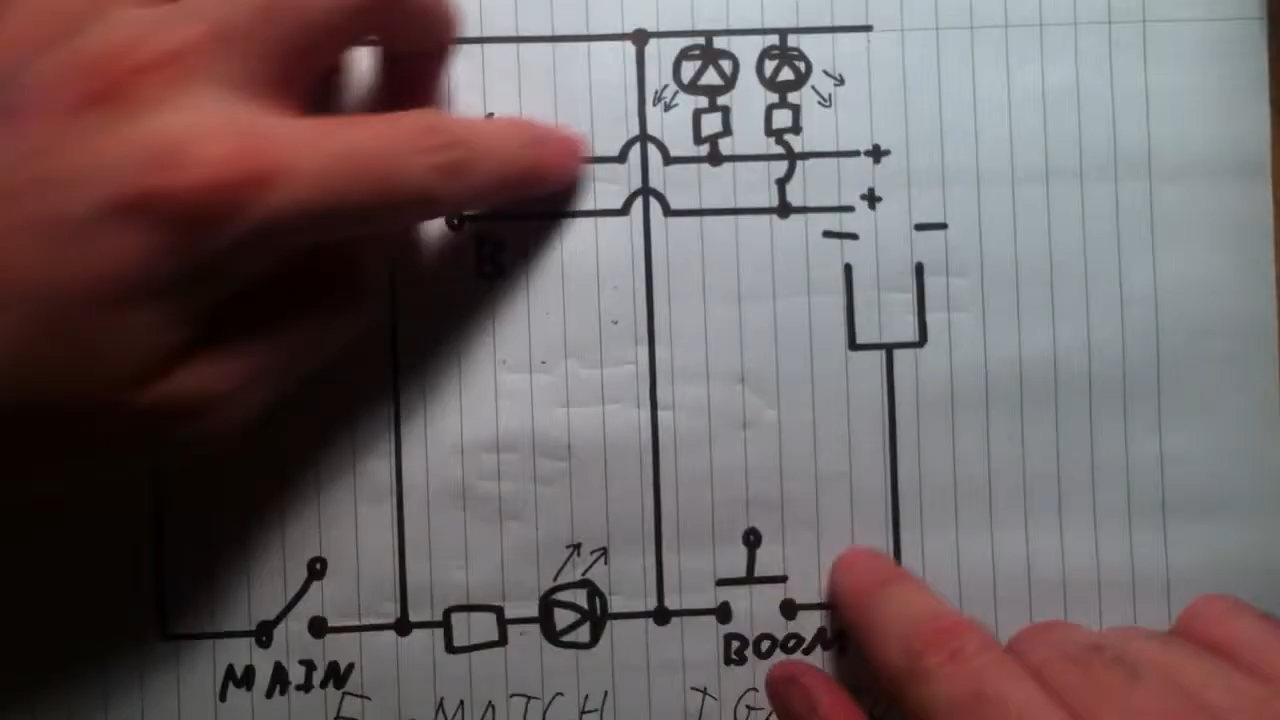 +
+
B
- -
BOOM
MAIN
E-MATCH